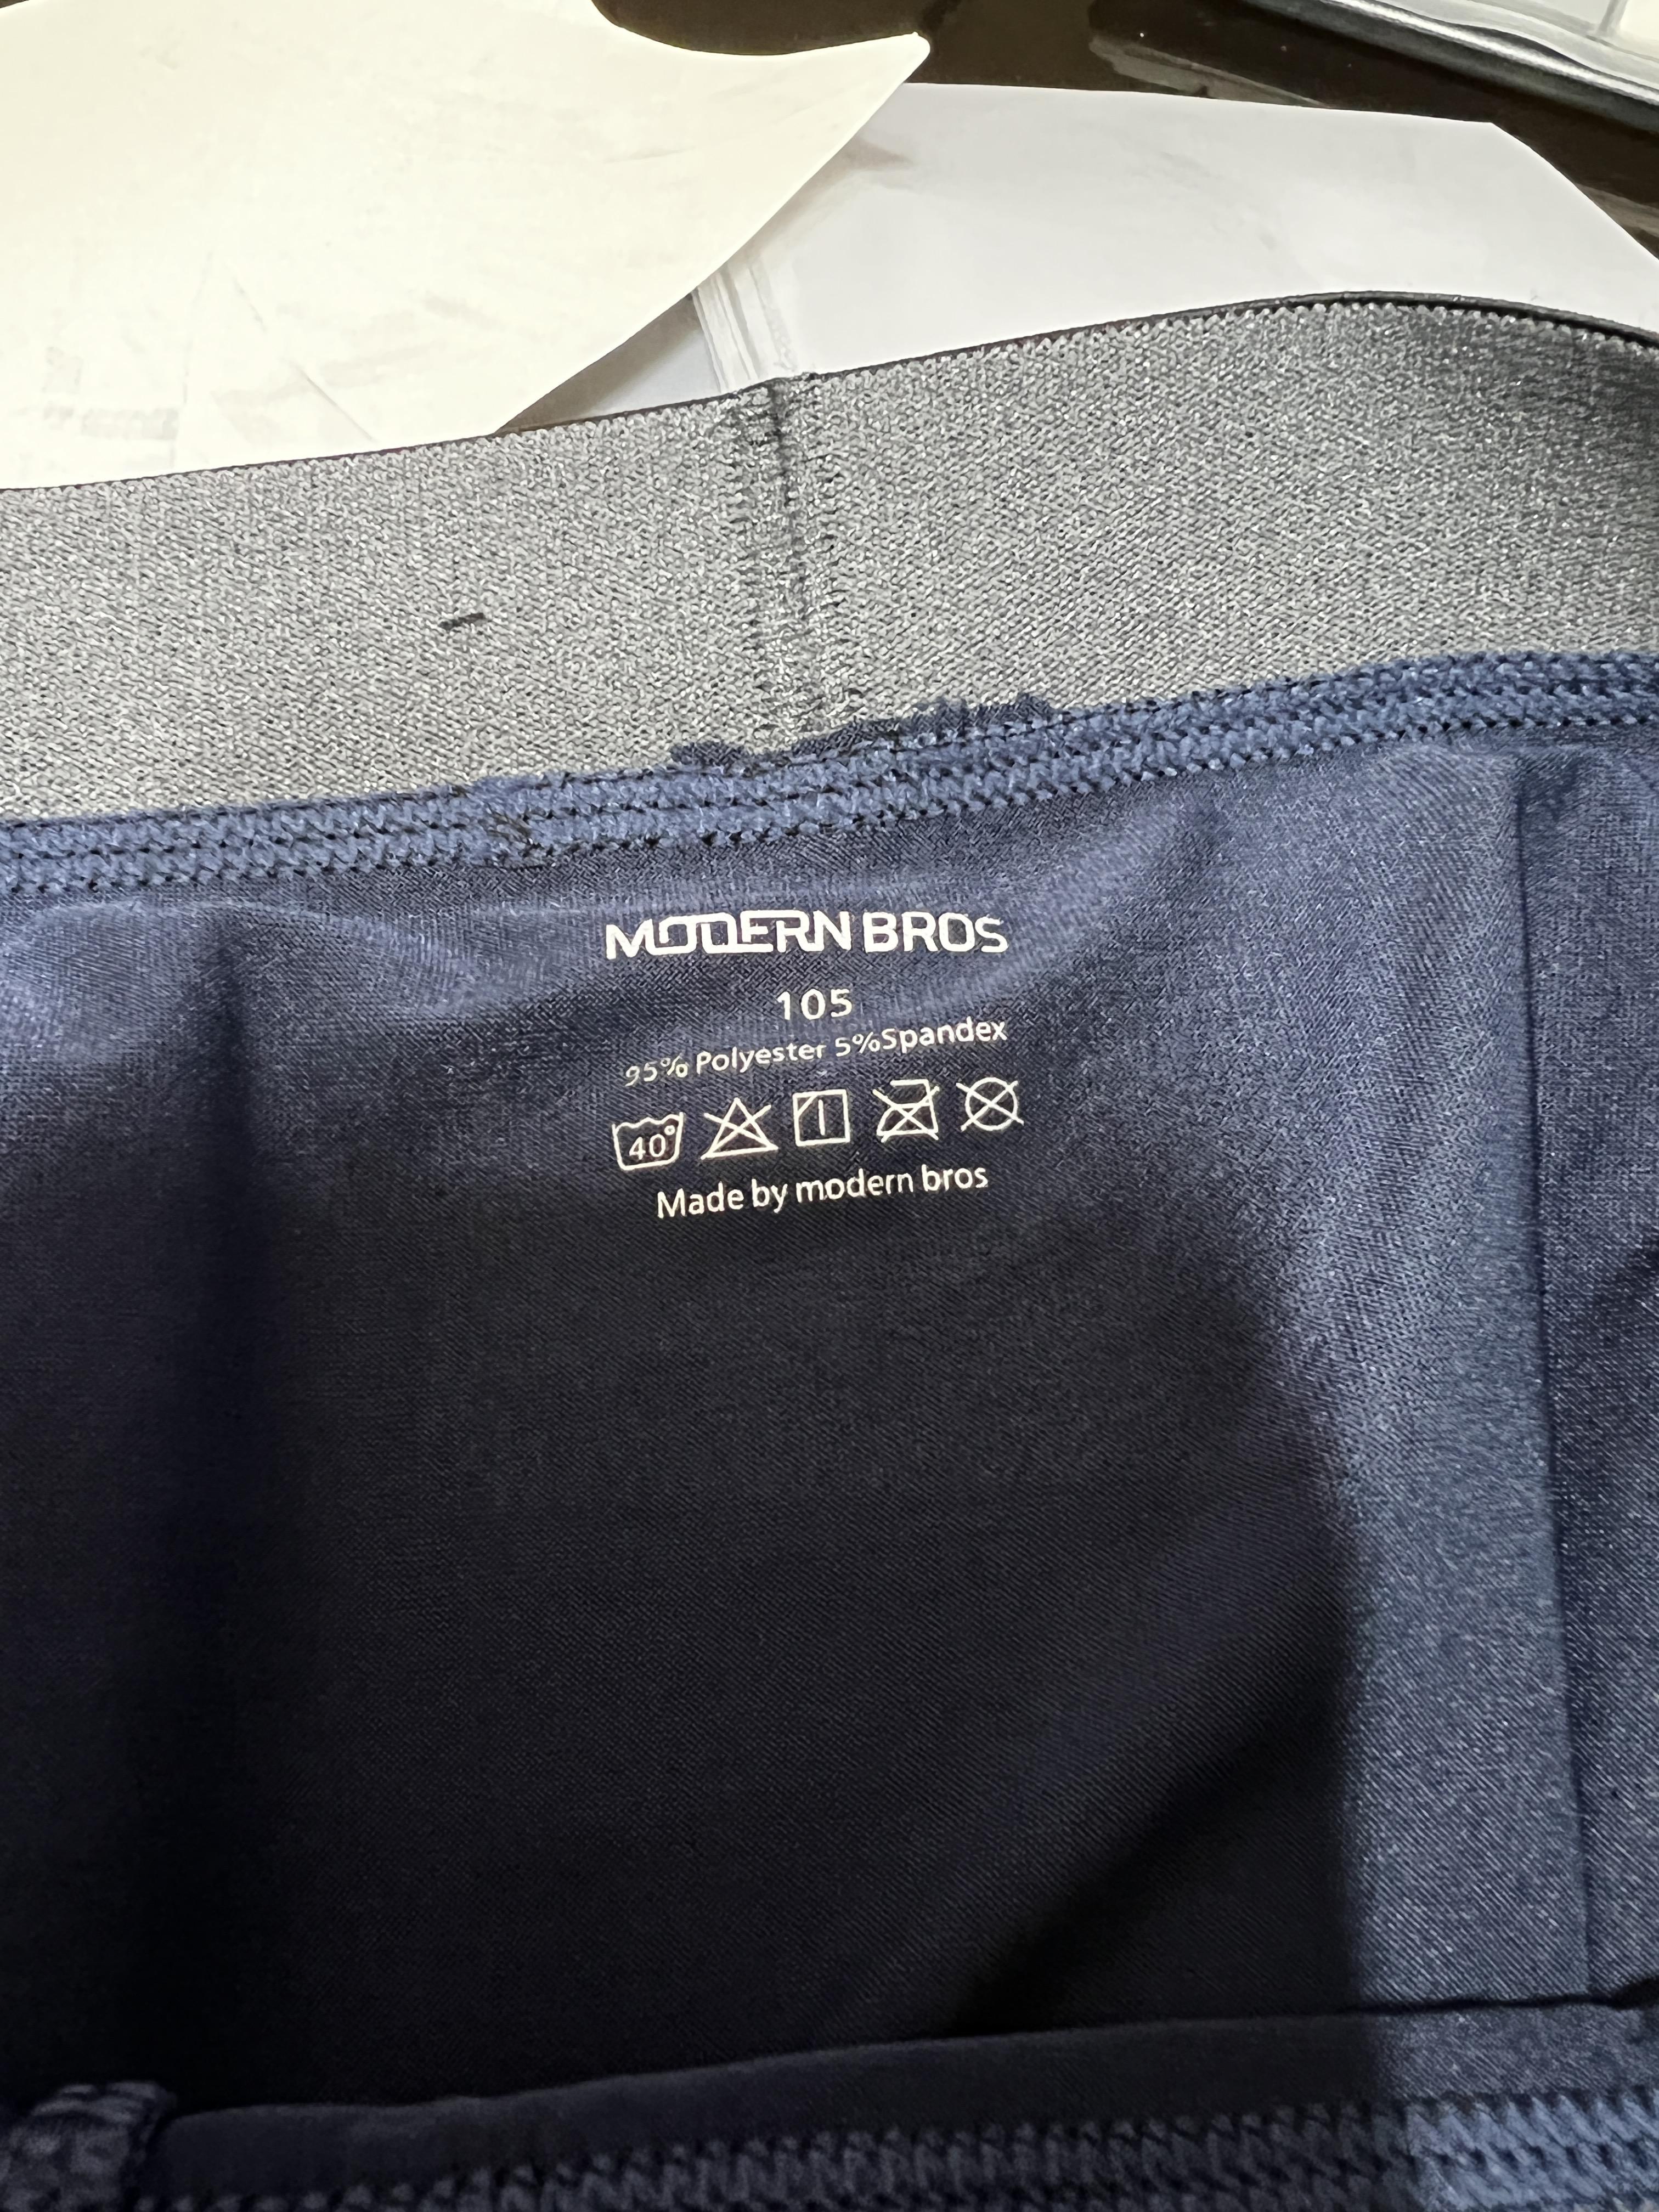 MODERN BROS
105
95% Polyester 5%Spandex
40°
Made by modern bros